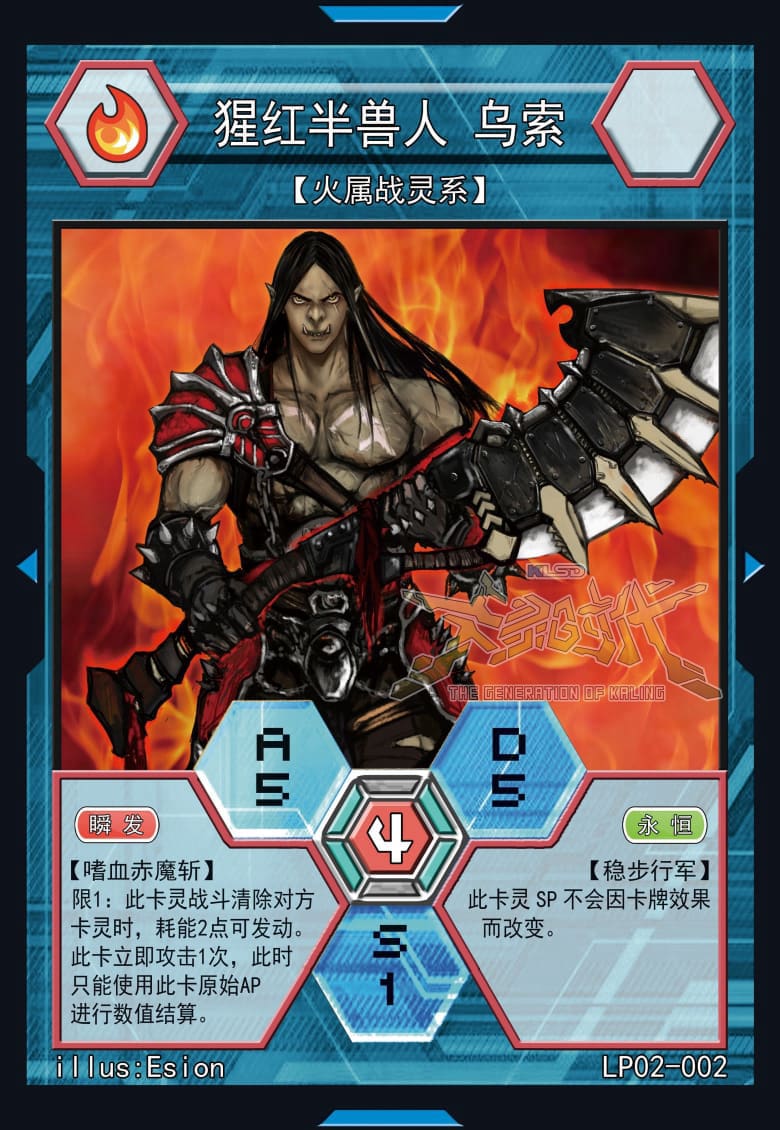 猩红半兽人 乌索
【火属战灵系】
KLSD
卡灵时代
THE GENERATION OF KALING
A
5
D
5
4
S
1
瞬 发
【嗜血赤魔斩】
限1：此卡灵战斗清除对方
卡灵时，耗能2点可发动。
此卡立即攻击1次，此时
只能使用此卡原始AP
进行数值结算。
永 恒
【稳步行军】
此卡灵 SP 不会因卡牌效果
而改变。
illus:Esion
LP02-002